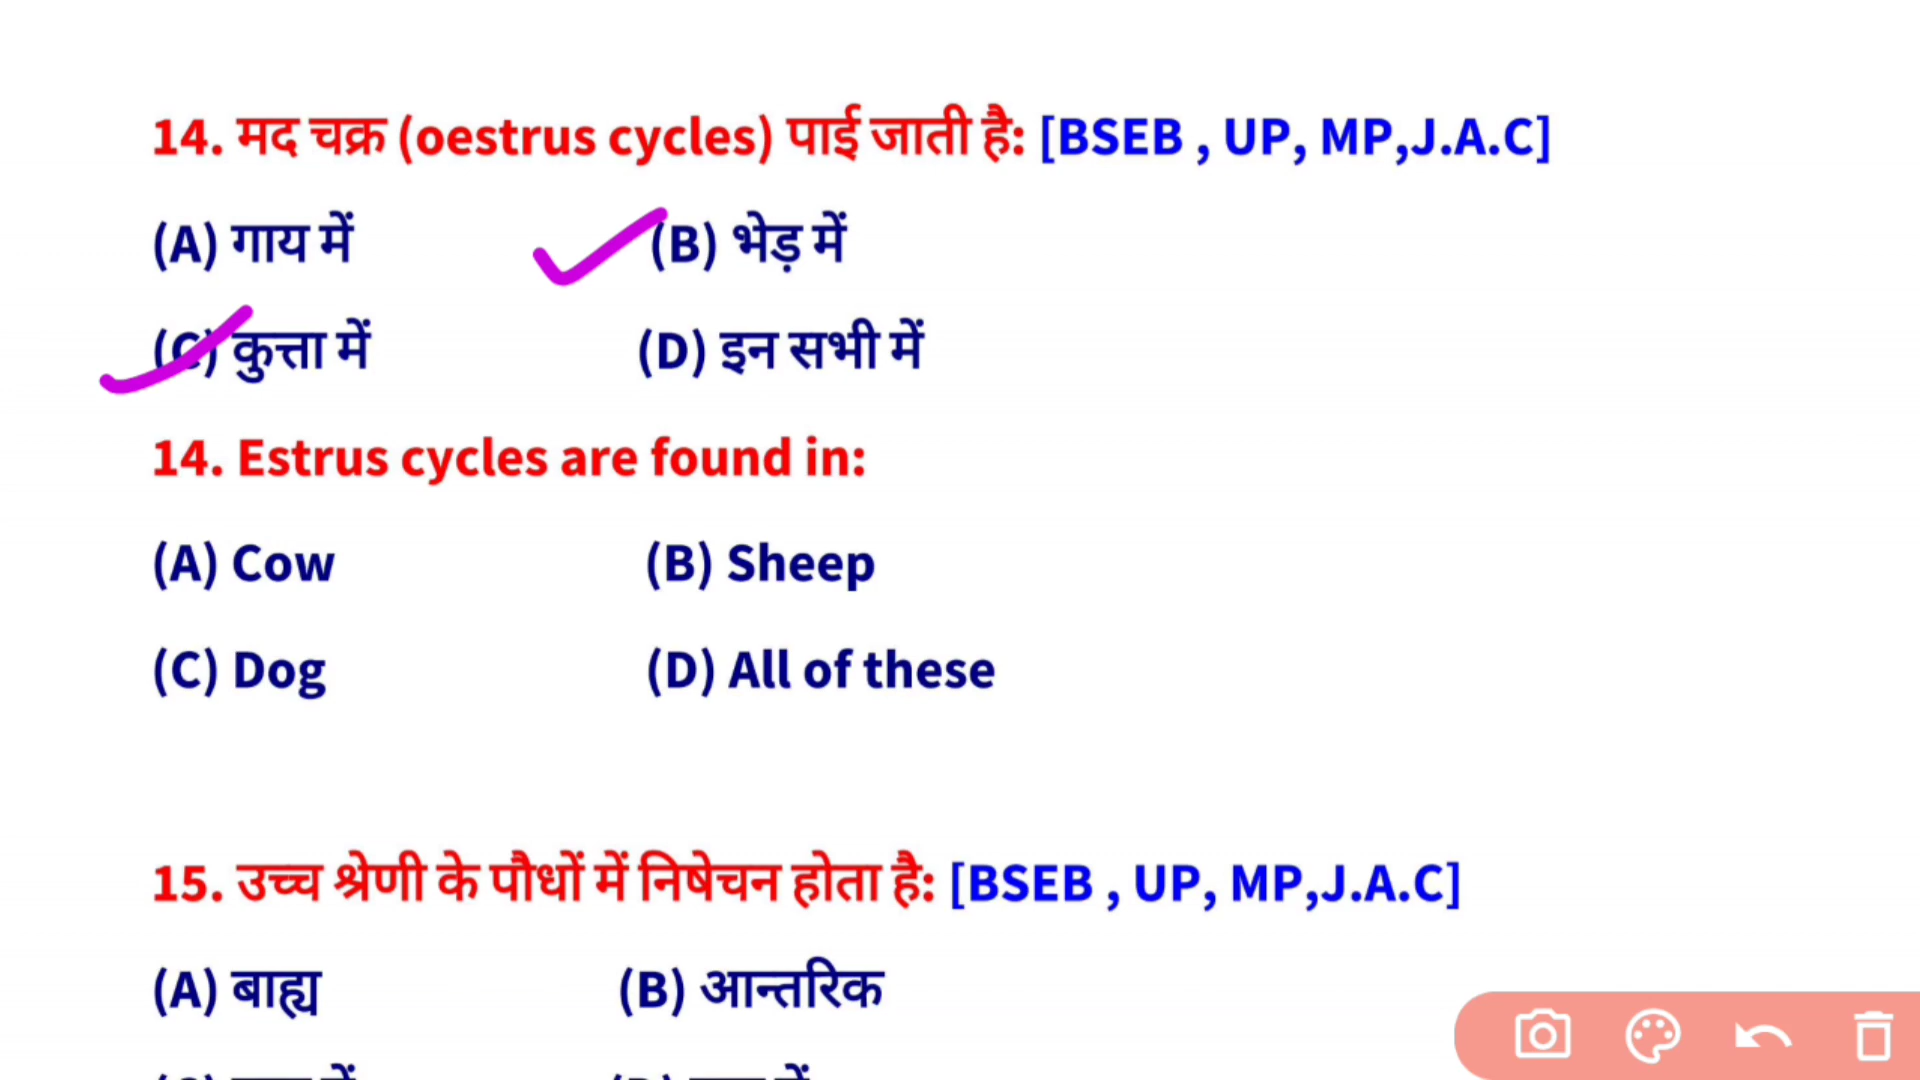 14. मद चक्र (oestrus cycles) पाई जाती है: [BSEB , UP, MP,J.A.C]
(A) गाय में (B) भेड़ में
(C) कुत्ता में (D) इन सभी में
14. Estrus cycles are found in:
(A) Cow (B) Sheep
(C) Dog (D) All of these
15. उच्च श्रेणी के पौधों में निषेचन होता है: [BSEB , UP, MP,J.A.C]
(A) बाह्य (B) आन्तरिक